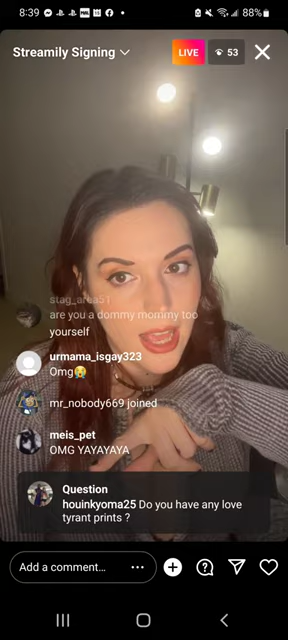 8:39
88%
Streamily Signing
LIVE
53
stag_area51
are you a dommy mommy too
yourself
urmama_isgay323
Omg😭
mr_nobody669 joined
meis_pet
OMG YAYAYAYA
Question
houinkyoma25 Do you have any love
tyrant prints ?
Add a comment...